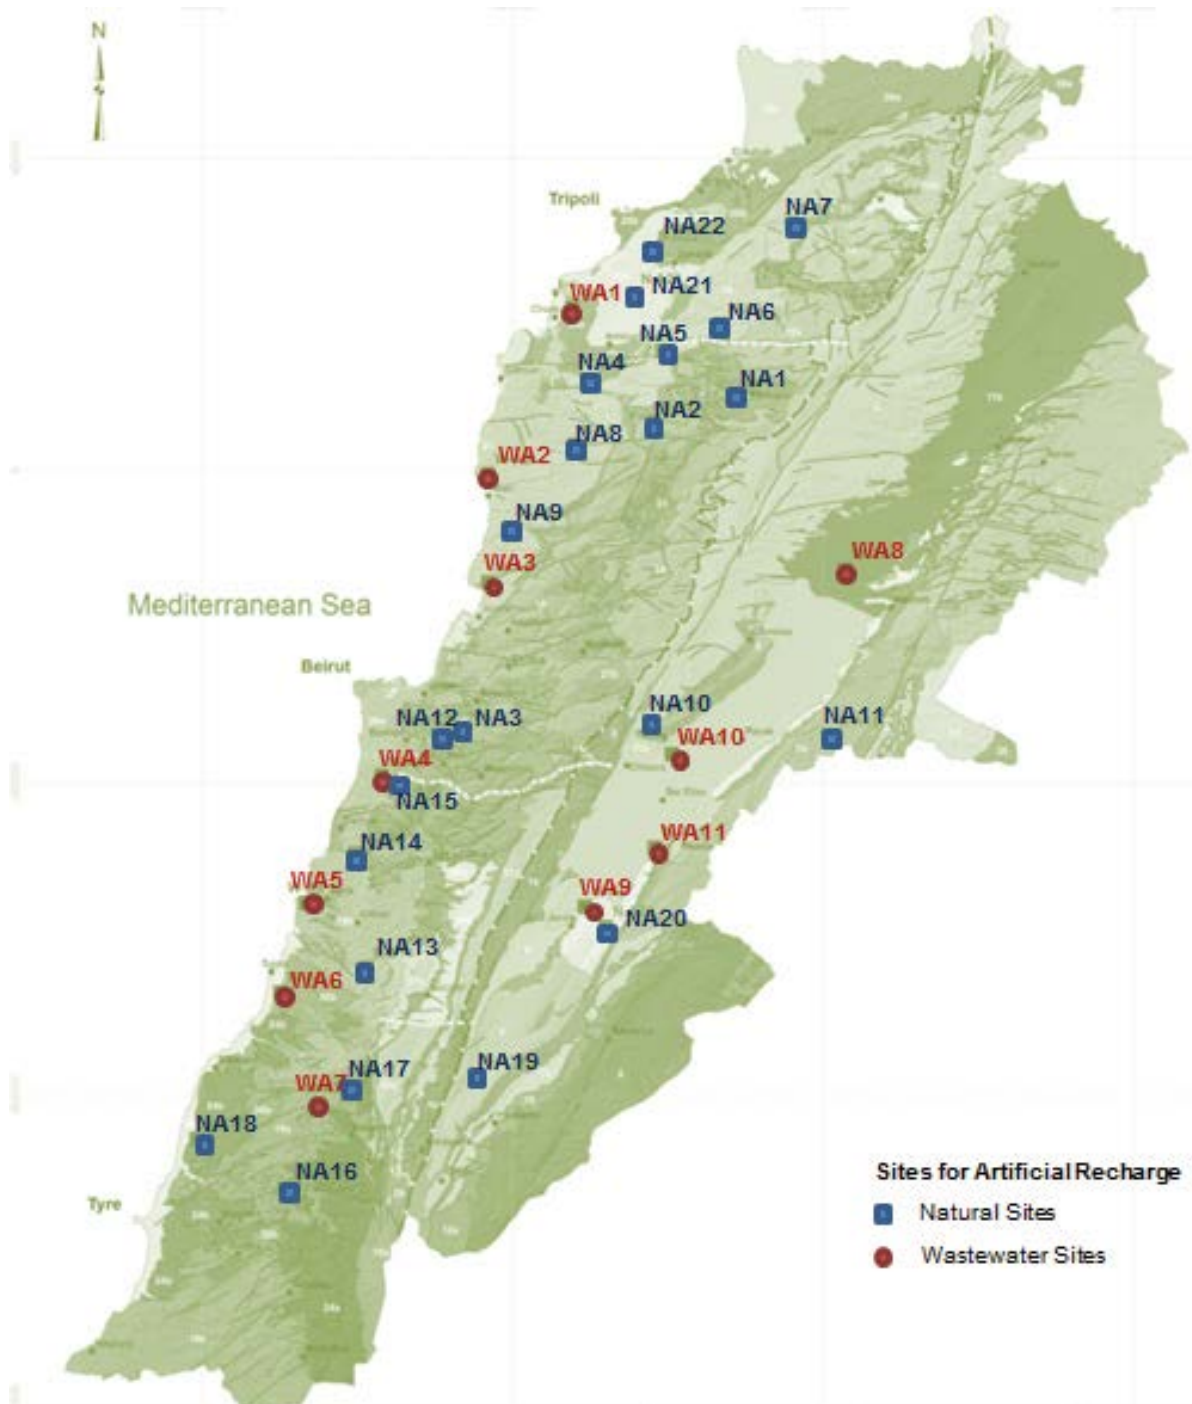 N
Tripoli
NA7
NA22
WA1
NA21
NA6
NA5
NA4
NA1
NA2
NA8
WA2
NA9
WA3
WA8
Mediterranean Sea
Beirut
NA10
NA11
NA12
NA3
WA10
WA4
NA15
WA11
NA14
WA5
WA9
NA20
NA13
WA6
NA19
NA17
WA7
NA18
NA16
Tyre
Sites for Artificial Recharge
Natural Sites
Wastewater Sites